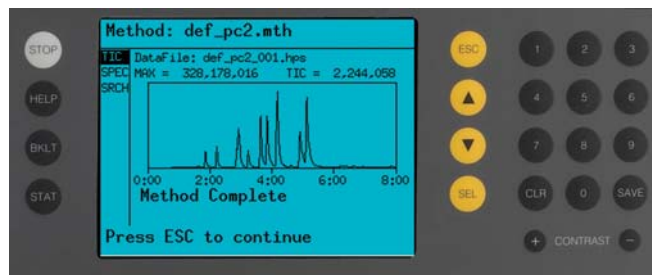 Method: def_pc2.mth
TIC DataFile: def_pc2_001.hps
SPEC MAX = 328,178,016 TIC = 2,244,058
SRCH
0:00 2:00 4:00 6:00 8:00
Method Complete
Press ESC to continue
STOP
HELP
BKLT
STAT
ESC
SEL
1 2 3
4 5 6
7 8 9
CLR 0 SAVE
+ CONTRAST −